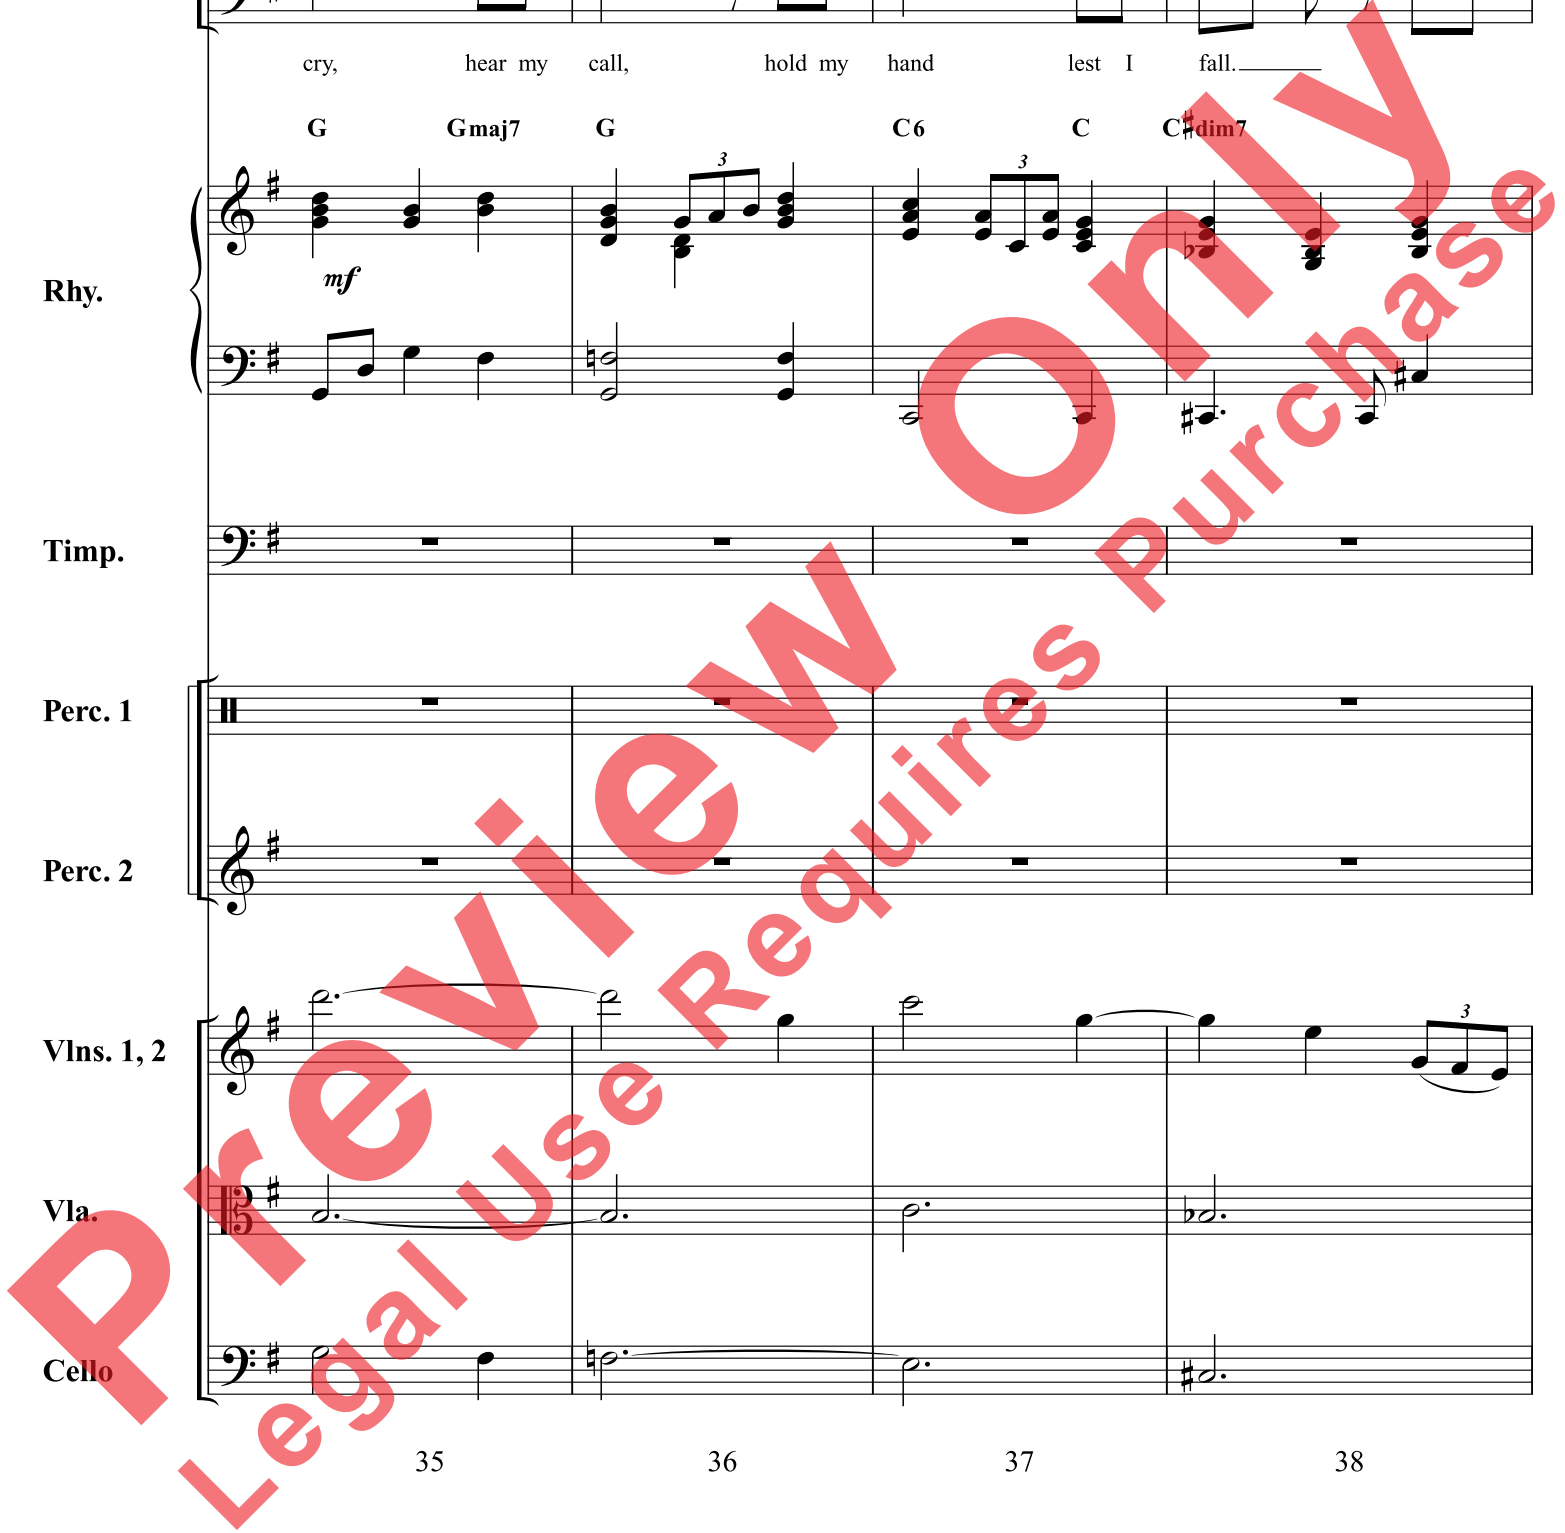 cry, hear my call, hold my hand lest I fall.
G Gmaj7 G C6 C C♯dim7
3 3
Rhy.
mf
Timp.
Perc. 1
Perc. 2
Vlns. 1, 2
3
Vla.
Cello
35 36 37 38
Preview Only
Legal Use Requires Purchase